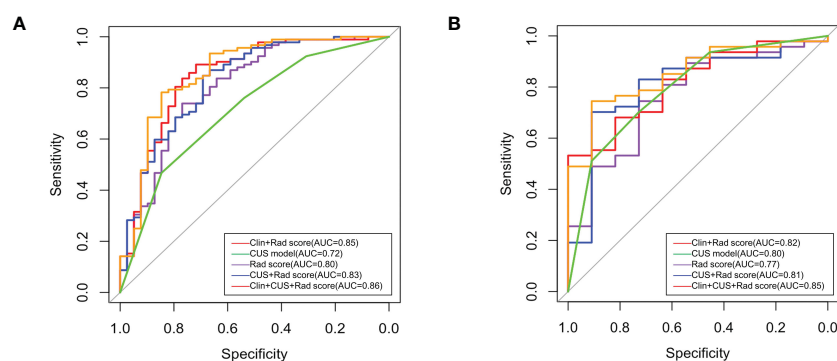 A
Sensitivity
1.0
0.8
0.6
0.4
0.2
0.0
Clin+Rad score(AUC=0.85)
CUS model(AUC=0.72)
Rad score(AUC=0.80)
CUS+Rad score(AUC=0.83)
Clin+CUS+Rad score(AUC=0.86)
1.0 0.8 0.6 0.4 0.2 0.0
Specificity
B
Sensitivity
1.0
0.8
0.6
0.4
0.2
0.0
Clin+Rad score(AUC=0.82)
CUS model(AUC=0.80)
Rad score(AUC=0.77)
CUS+Rad score(AUC=0.81)
Clin+CUS+Rad score(AUC=0.85)
1.0 0.8 0.6 0.4 0.2 0.0
Specificity